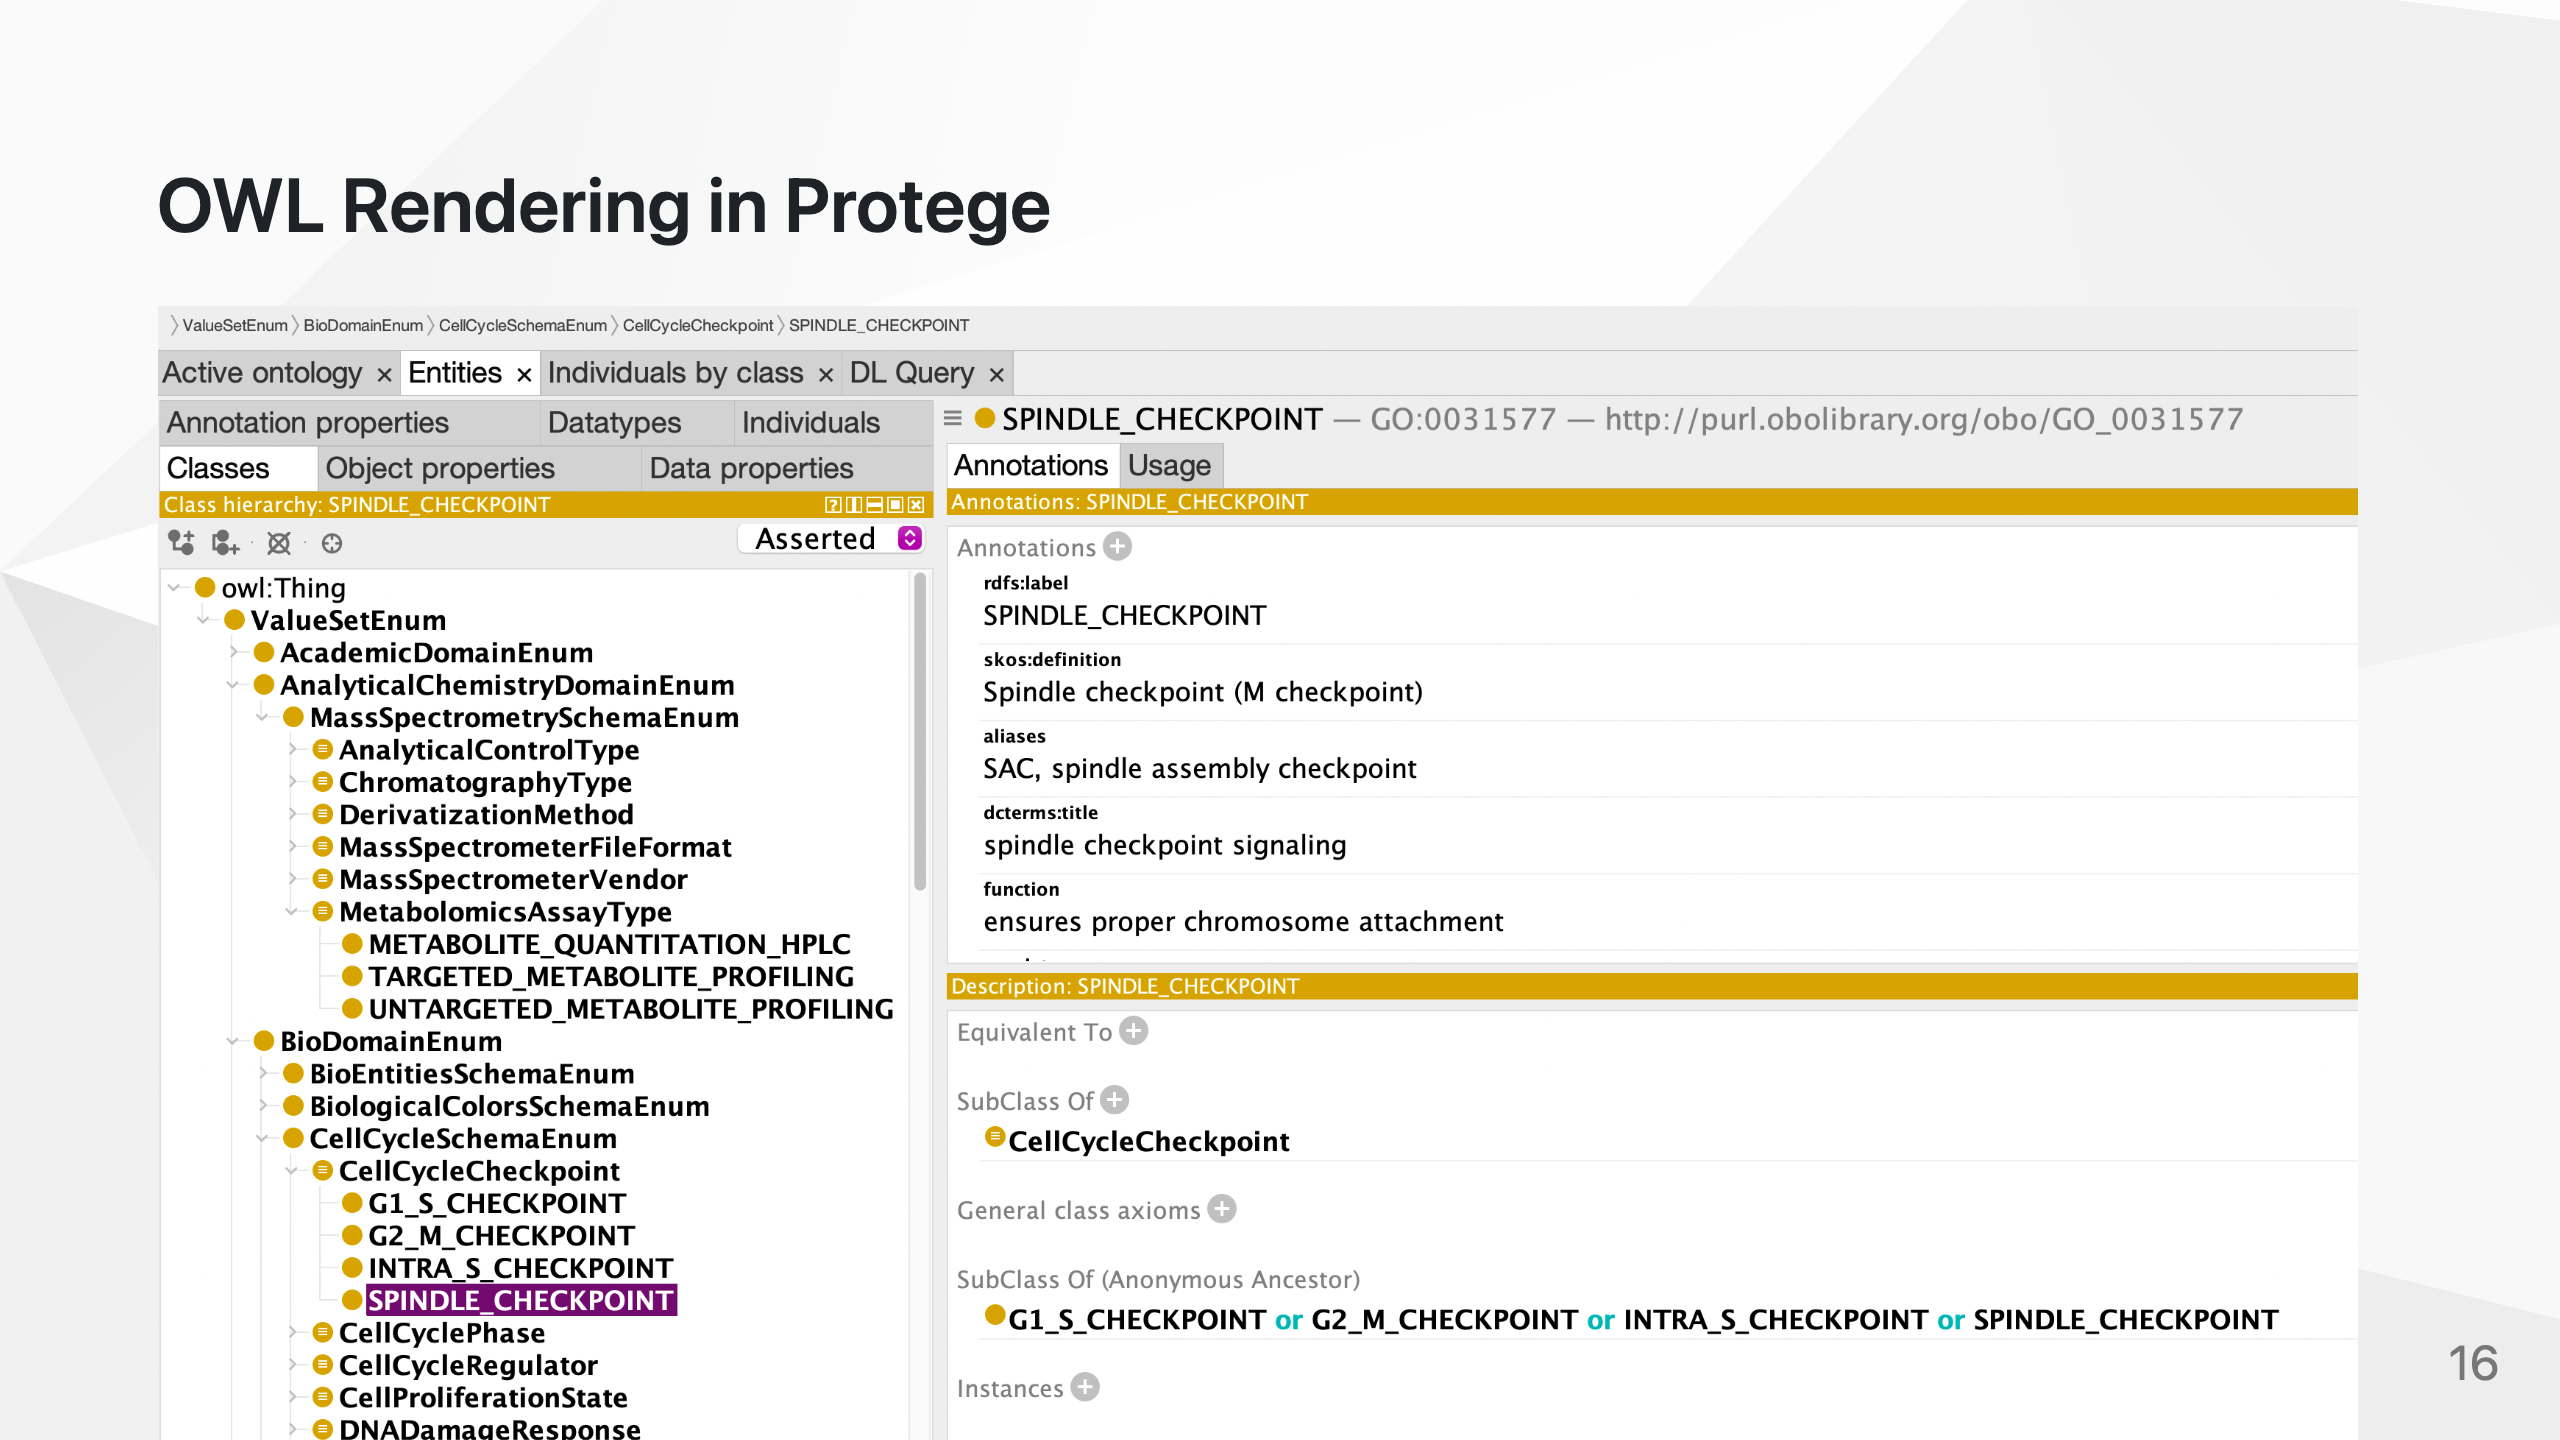 OWL Rendering in Protege
ValueSetEnum BioDomainEnum CellCycleSchemaEnum CellCycleCheckpoint SPINDLE_CHECKPOINT
Active ontology × Entities × Individuals by class × DL Query ×
Annotation properties Datatypes Individuals
Classes Object properties Data properties
Class hierarchy: SPINDLE_CHECKPOINT
Asserted
owl:Thing
ValueSetEnum
AcademicDomainEnum
AnalyticalChemistryDomainEnum
MassSpectrometrySchemaEnum
AnalyticalControlType
ChromatographyType
DerivatizationMethod
MassSpectrometerFileFormat
MassSpectrometerVendor
MetabolomicsAssayType
METABOLITE_QUANTITATION_HPLC
TARGETED_METABOLITE_PROFILING
UNTARGETED_METABOLITE_PROFILING
BioDomainEnum
BioEntitiesSchemaEnum
BiologicalColorsSchemaEnum
CellCycleSchemaEnum
CellCycleCheckpoint
G1_S_CHECKPOINT
G2_M_CHECKPOINT
INTRA_S_CHECKPOINT
SPINDLE_CHECKPOINT
CellCyclePhase
CellCycleRegulator
CellProliferationState
DNADamageResponse
SPINDLE_CHECKPOINT — GO:0031577 — http://purl.obolibrary.org/obo/GO_0031577
Annotations Usage
Annotations: SPINDLE_CHECKPOINT
Annotations
rdfs:label
SPINDLE_CHECKPOINT
skos:definition
Spindle checkpoint (M checkpoint)
aliases
SAC, spindle assembly checkpoint
dcterms:title
spindle checkpoint signaling
function
ensures proper chromosome attachment
Description: SPINDLE_CHECKPOINT
Equivalent To
SubClass Of
CellCycleCheckpoint
General class axioms
SubClass Of (Anonymous Ancestor)
G1_S_CHECKPOINT or G2_M_CHECKPOINT or INTRA_S_CHECKPOINT or SPINDLE_CHECKPOINT
Instances
16